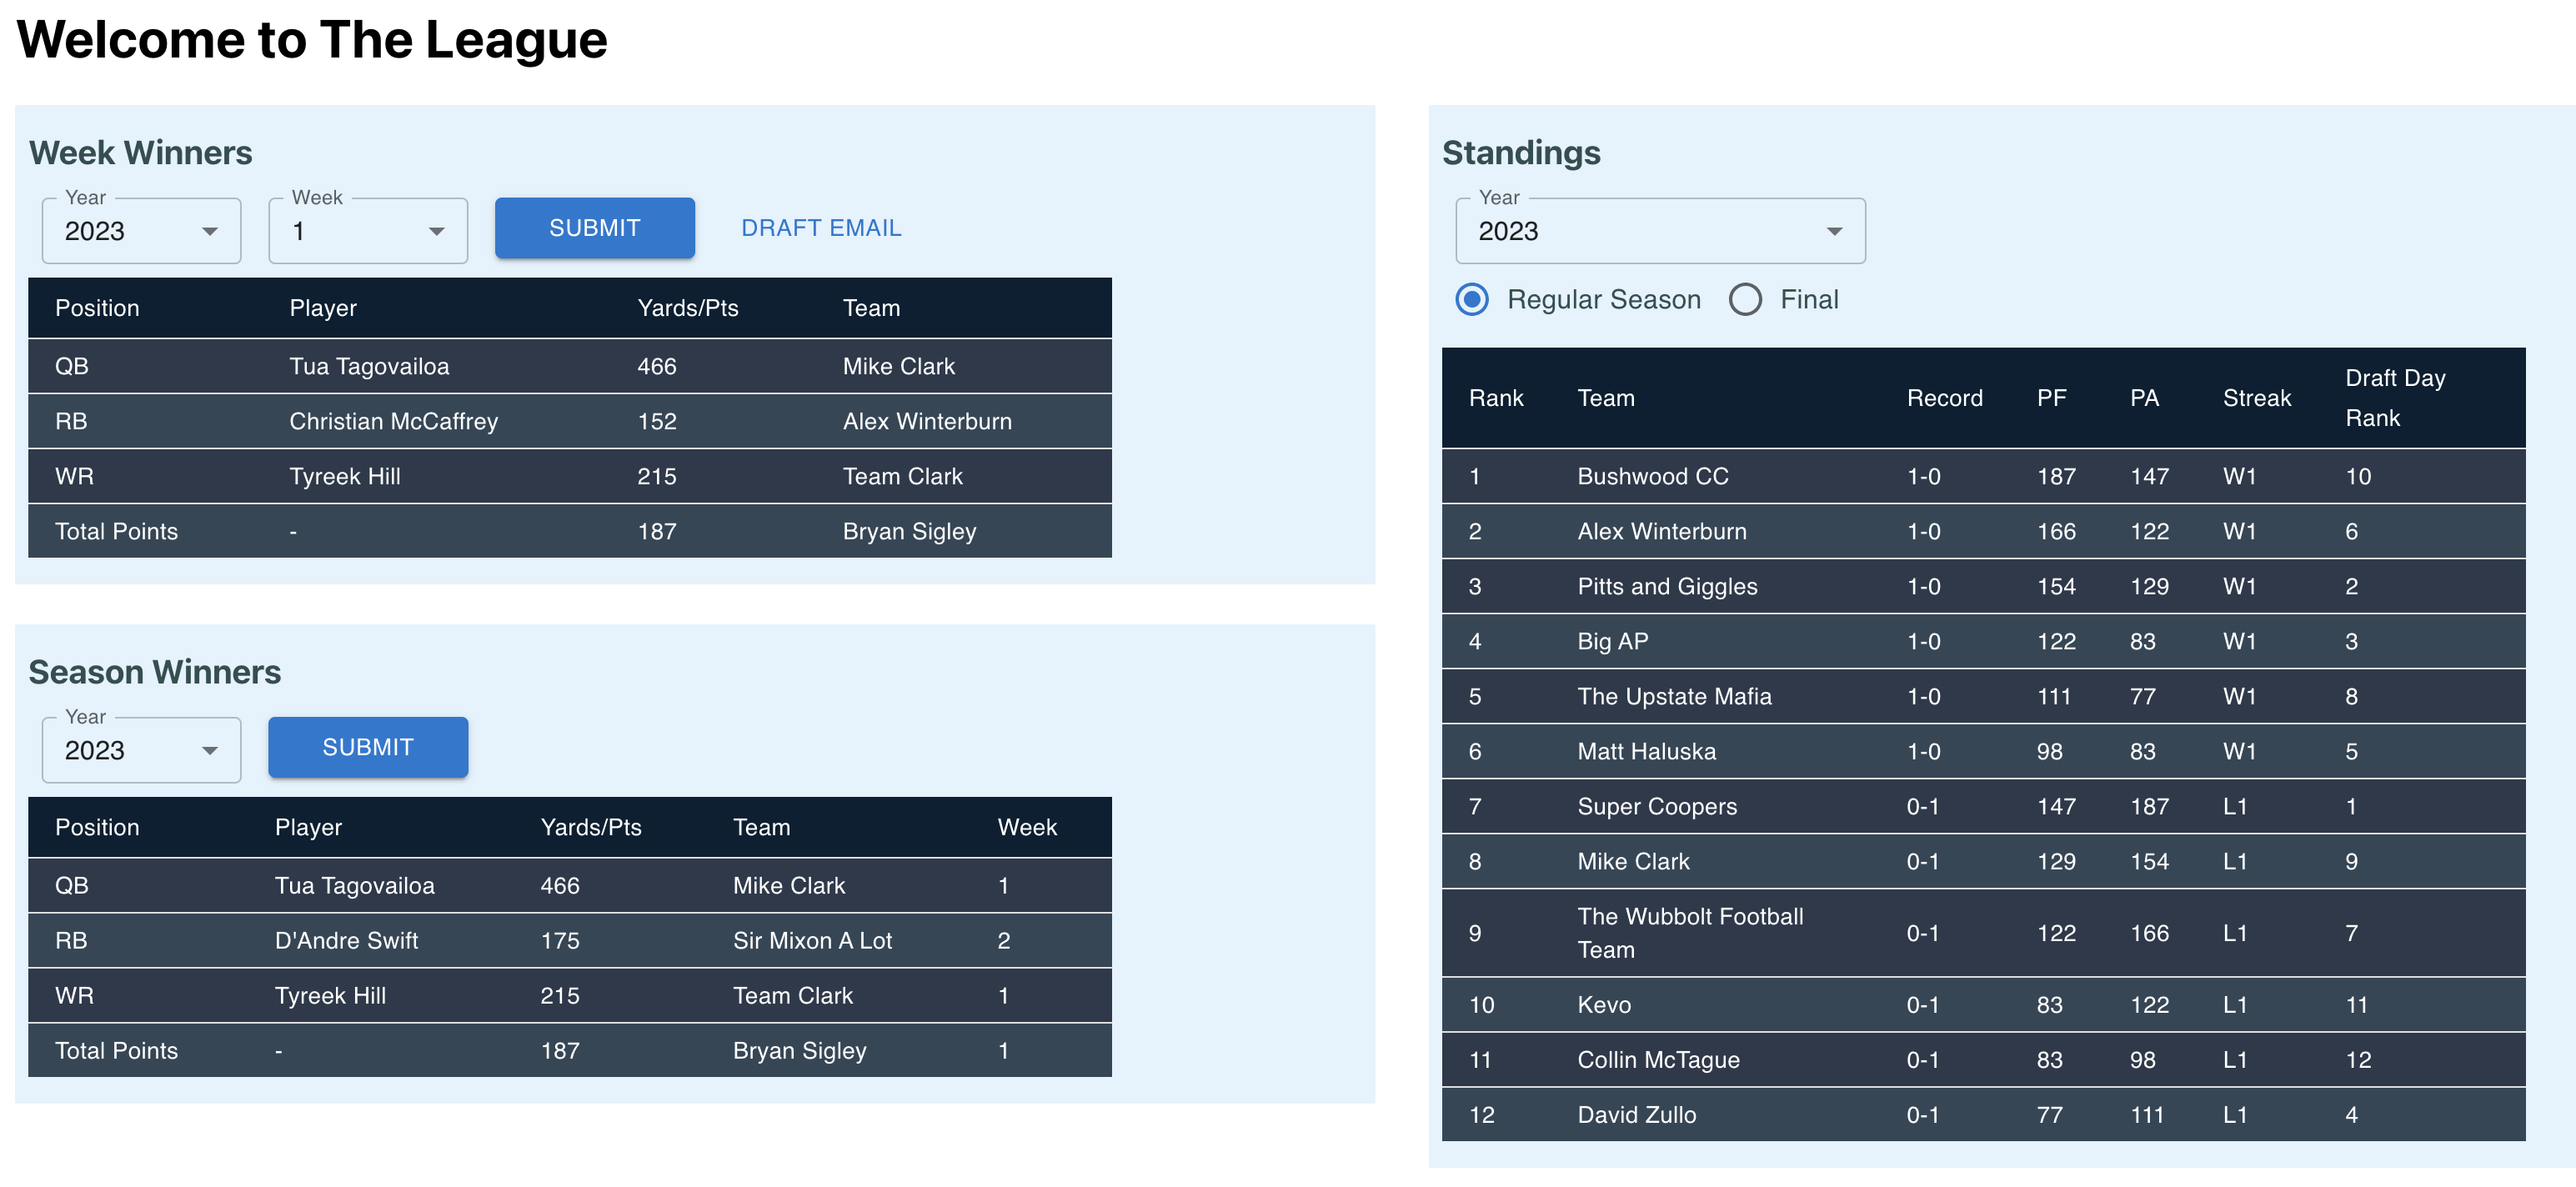 Welcome to The League
Week Winners
Year
2023
Week
1
SUBMIT
DRAFT EMAIL
Position Player Yards/Pts Team
QB Tua Tagovailoa 466 Mike Clark
RB Christian McCaffrey 152 Alex Winterburn
WR Tyreek Hill 215 Team Clark
Total Points - 187 Bryan Sigley
Season Winners
Year
2023
SUBMIT
Position Player Yards/Pts Team Week
QB Tua Tagovailoa 466 Mike Clark 1
RB D'Andre Swift 175 Sir Mixon A Lot 2
WR Tyreek Hill 215 Team Clark 1
Total Points - 187 Bryan Sigley 1
Standings
Year
2023
Regular Season Final
Rank Team Record PF PA Streak Draft Day
Rank
1 Bushwood CC 1-0 187 147 W1 10
2 Alex Winterburn 1-0 166 122 W1 6
3 Pitts and Giggles 1-0 154 129 W1 2
4 Big AP 1-0 122 83 W1 3
5 The Upstate Mafia 1-0 111 77 W1 8
6 Matt Haluska 1-0 98 83 W1 5
7 Super Coopers 0-1 147 187 L1 1
8 Mike Clark 0-1 129 154 L1 9
9 The Wubbolt Football
Team 0-1 122 166 L1 7
10 Kevo 0-1 83 122 L1 11
11 Collin McTague 0-1 83 98 L1 12
12 David Zullo 0-1 77 111 L1 4